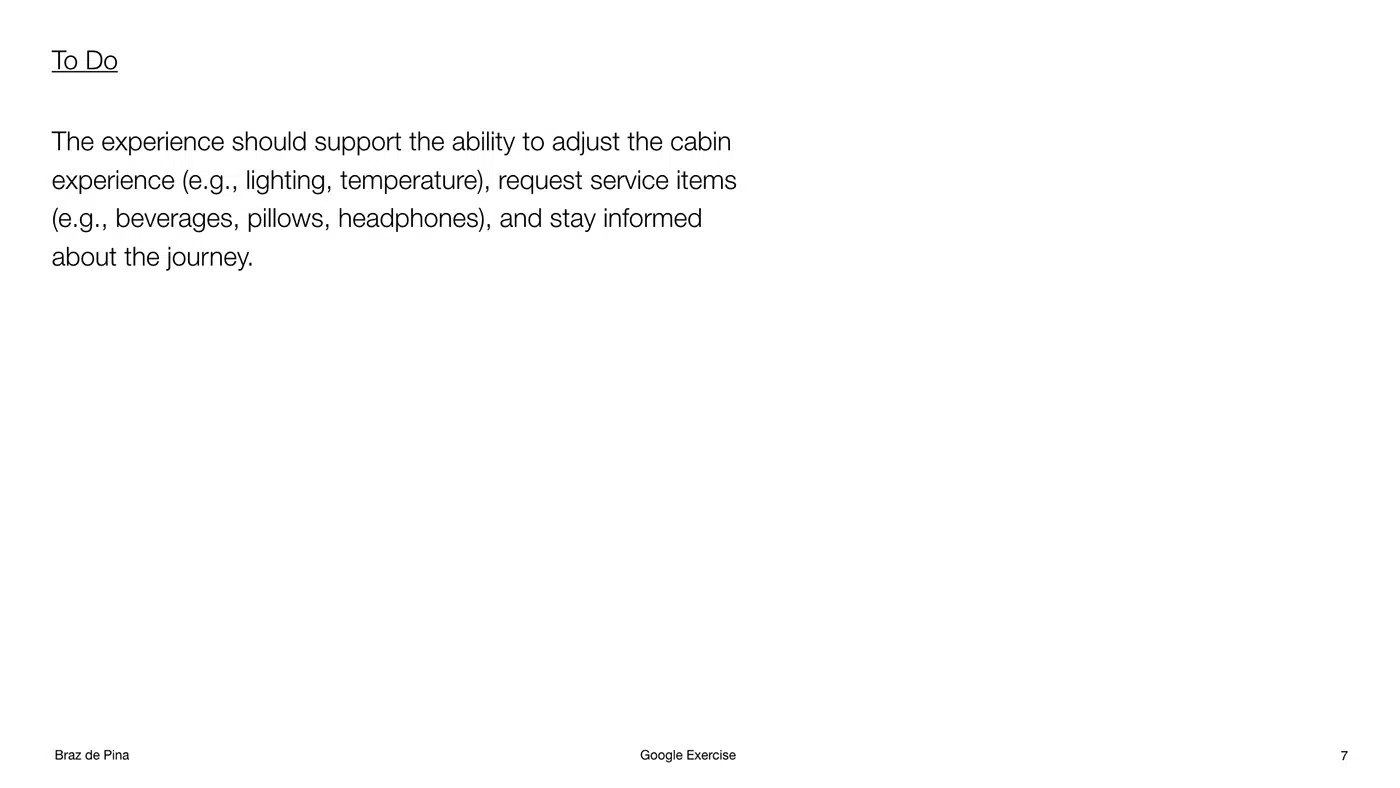 To Do
The experience should support the ability to adjust the cabin
experience (e.g., lighting, temperature), request service items
(e.g., beverages, pillows, headphones), and stay informed
about the journey.
Braz de Pina
Google Exercise
7